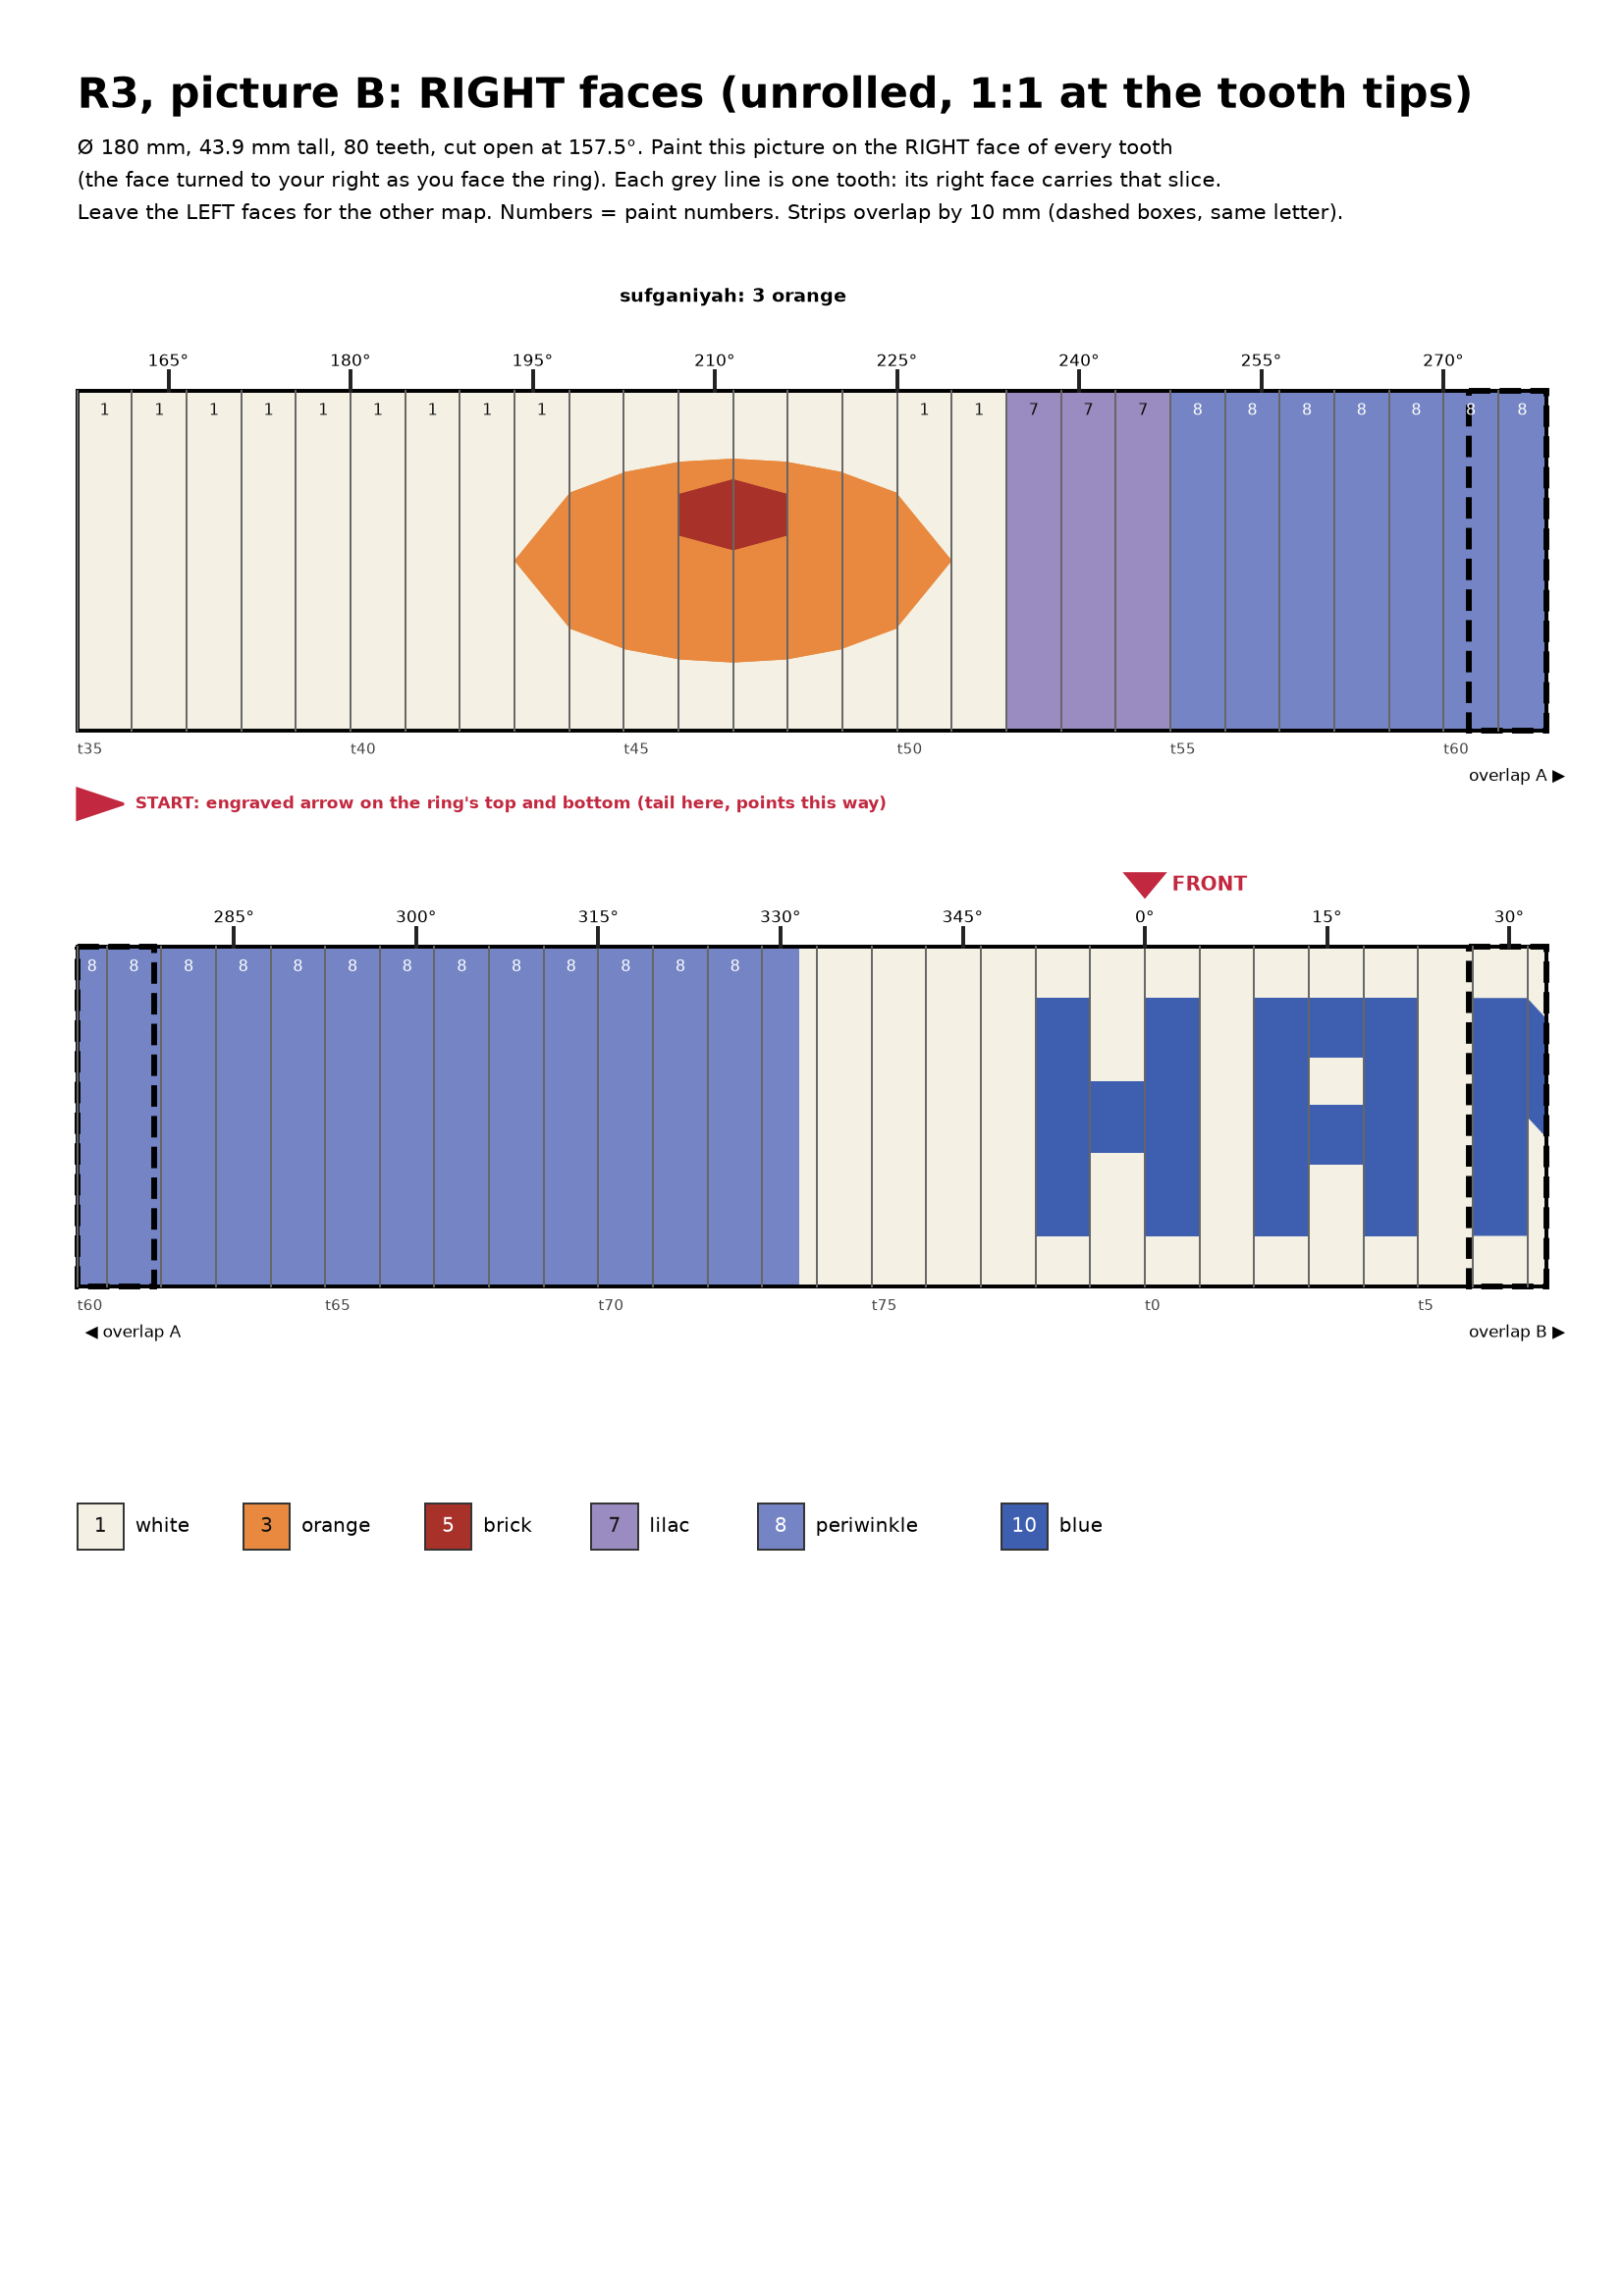 R3, picture B: RIGHT faces (unrolled, 1:1 at the tooth tips)
Ø 180 mm, 43.9 mm tall, 80 teeth, cut open at 157.5°. Paint this picture on the RIGHT face of every tooth
(the face turned to your right as you face the ring). Each grey line is one tooth: its right face carries that slice.
Leave the LEFT faces for the other map. Numbers = paint numbers. Strips overlap by 10 mm (dashed boxes, same letter).
sufganiyah: 3 orange
165° 180° 195° 210° 225° 240° 255° 270°
1 1 1 1 1 1 1 1 1 1 1 7 7 7 8 8 8 8 8 8 8
t35 t40 t45 t50 t55 t60
overlap A ▶
START: engraved arrow on the ring's top and bottom (tail here, points this way)
FRONT
285° 300° 315° 330° 345° 0° 15° 30°
8 8 8 8 8 8 8 8 8 8 8 8 8
HA
t60 t65 t70 t75 t0 t5
◀ overlap A overlap B ▶
1 white 3 orange 5 brick 7 lilac 8 periwinkle 10 blue